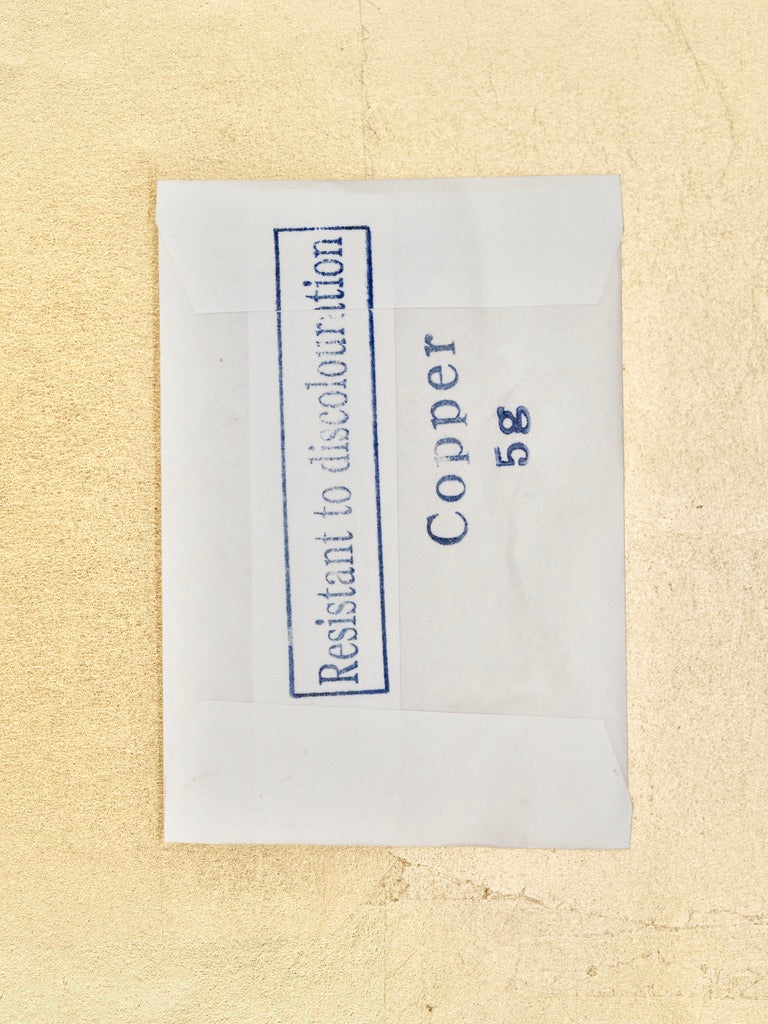 Resistant to discolouration
Copper
5g